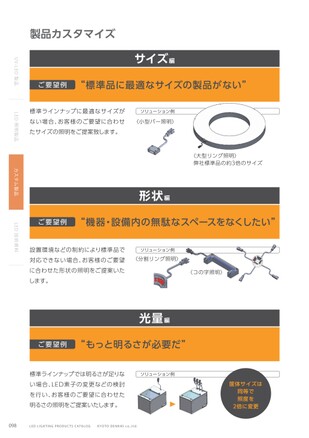 製品カスタマイズ
サイズ編
ご要望例
"標準品に最適なサイズの製品がない"
標準ラインナップに最適なサイズが
ない場合、お客様のご要望に合わせ
たサイズの照明をご提案致します。
ソリューション例
（小型バー照明）
（大型リング照明）
弊社標準品の約3倍のサイズ
形状編
ご要望例
"機器・設備内の無駄なスペースをなくしたい"
設置環境などの制約により標準品で
対応できない場合、お客様のご要望
に合わせた形状の照明をご提案いた
します。
ソリューション例
（分割リング照明）
（コの字照明）
光量編
ご要望例
"もっと明るさが必要だ"
標準ラインナップでは明るさが足りな
い場合、LED素子の変更などの検討
を行い、お客様のご要望に合わせた
明るさの照明をご提案いたします。
ソリューション例
筐体サイズは
同等で
照度を
2倍に変更
カスタム製品
LED LIGHTING PRODUCTS CATALOG